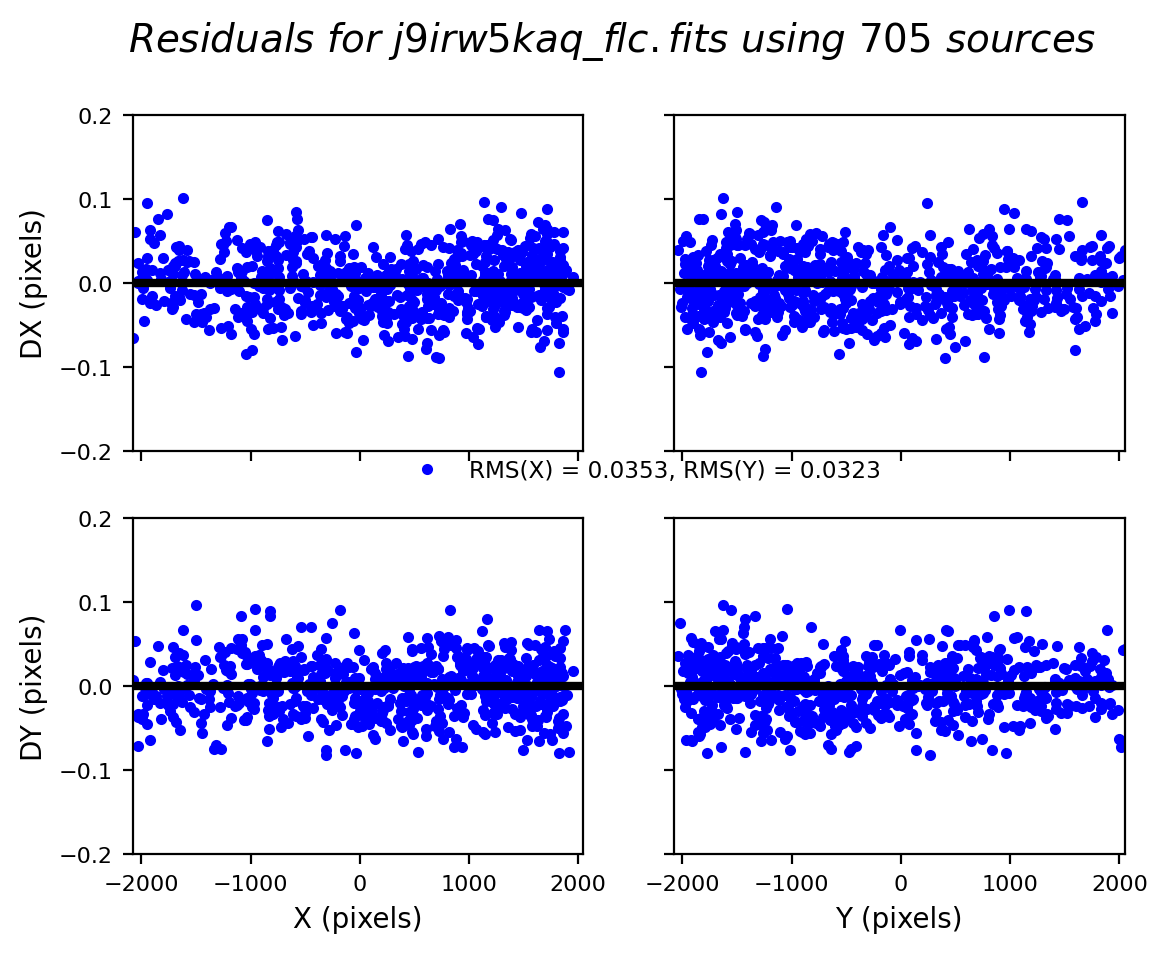 Residuals for j9irw5kaq_flc.fits using 705 sources
0.2
0.1
0.0
−0.1
−0.2
DX (pixels)
RMS(X) = 0.0353, RMS(Y) = 0.0323
0.2
0.1
0.0
−0.1
−0.2
DY (pixels)
−2000 −1000 0 1000 2000
−2000 −1000 0 1000 2000
X (pixels)
Y (pixels)